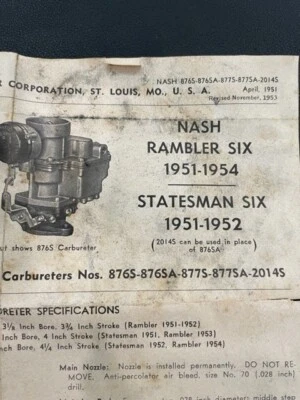 NASH 876S-876SA-877S-877SA-2014S
CORPORATION, ST. LOUIS, MO., U. S. A.
April, 1951
Revised November, 1953
NASH
RAMBLER SIX
1951-1954
STATESMAN SIX
1951-1952
(2014S can be used in place
of 876SA)
shows 876S Carbureter
Carbureters Nos. 876S-876SA-877S-877SA-2014S
RETER SPECIFICATIONS
3⅛ Inch Bore, 3¾ Inch Stroke (Rambler 1951-1952)
Inch Bore, 4 Inch Stroke (Statesman 1951, Rambler 1953)
Inch Bore, 4¼ Inch Stroke (Statesman 1952, Rambler 1954)
Main Nozzle: Nozzle is installed permanently. DO NOT RE-
MOVE. Anti-percolator air bleed, size No. 70 (.028 inch)
drill.
inch diameters middle step